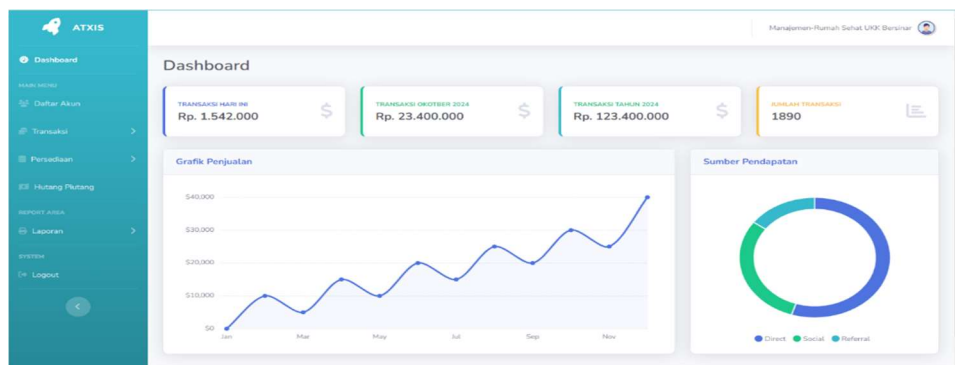 ATXIS
Manajemen-Rumah Sehat UKK Bersinar
Dashboard
Dashboard
MAIN MENU
Daftar Akun
Transaksi
Persediaan
Hutang Piutang
REPORT AREA
Laporan
SYSTEM
Logout
TRANSAKSI HARI INI
Rp. 1.542.000
TRANSAKSI OKOTBER 2024
Rp. 23.400.000
TRANSAKSI TAHUN 2024
Rp. 123.400.000
JUMLAH TRANSAKSI
1890
Grafik Penjualan
$40,000
$30,000
$20,000
$10,000
$0
Jan Mar May Jul Sep Nov
Sumber Pendapatan
Direct Social Referral